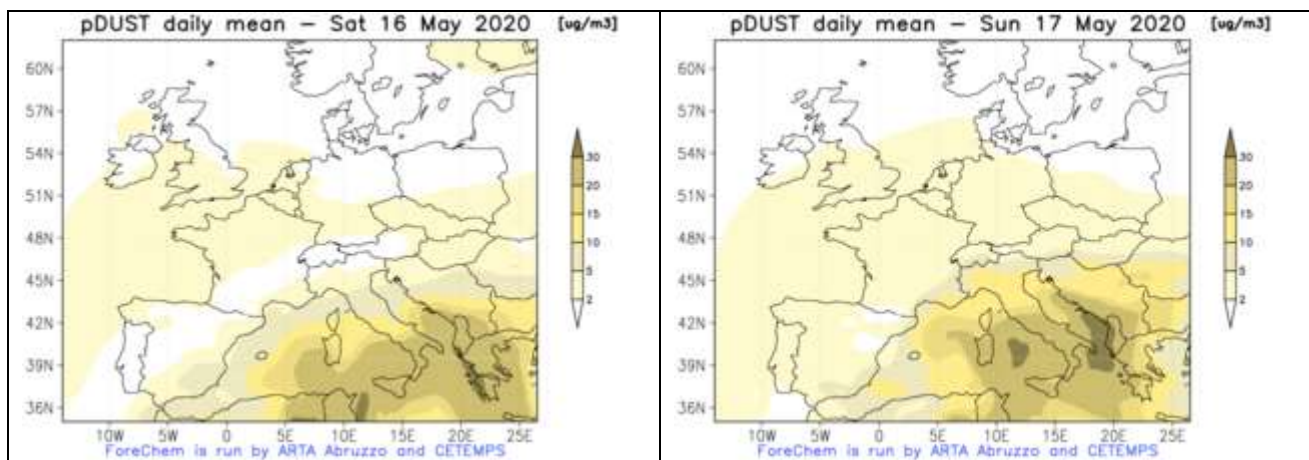 pDUST daily mean – Sat 16 May 2020 [ug/m3]
60N
57N
54N
51N
48N
45N
42N
39N
36N
10W 5W 0 5E 10E 15E 20E 25E
30
20
15
10
5
2
ForeChem is run by ARTA Abruzzo and CETEMPS
pDUST daily mean – Sun 17 May 2020 [ug/m3]
60N
57N
54N
51N
48N
45N
42N
39N
36N
10W 5W 0 5E 10E 15E 20E 25E
30
20
15
10
5
2
ForeChem is run by ARTA Abruzzo and CETEMPS